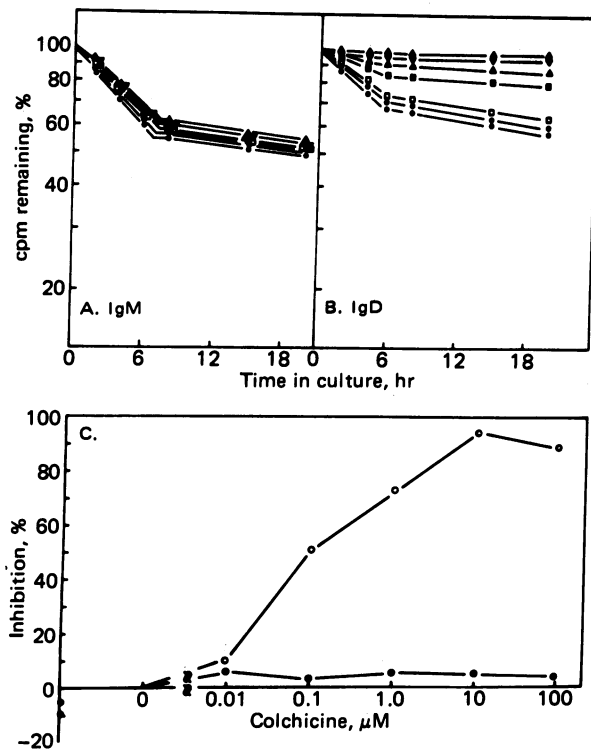 100
80
60
40
20
cpm remaining, %
A. IgM
B. IgD
0 6 12 18 0 6 12 18
Time in culture, hr
C.
100
80
60
40
20
0
−20
Inhibition, %
0 0.01 0.1 1.0 10 100
Colchicine, μM